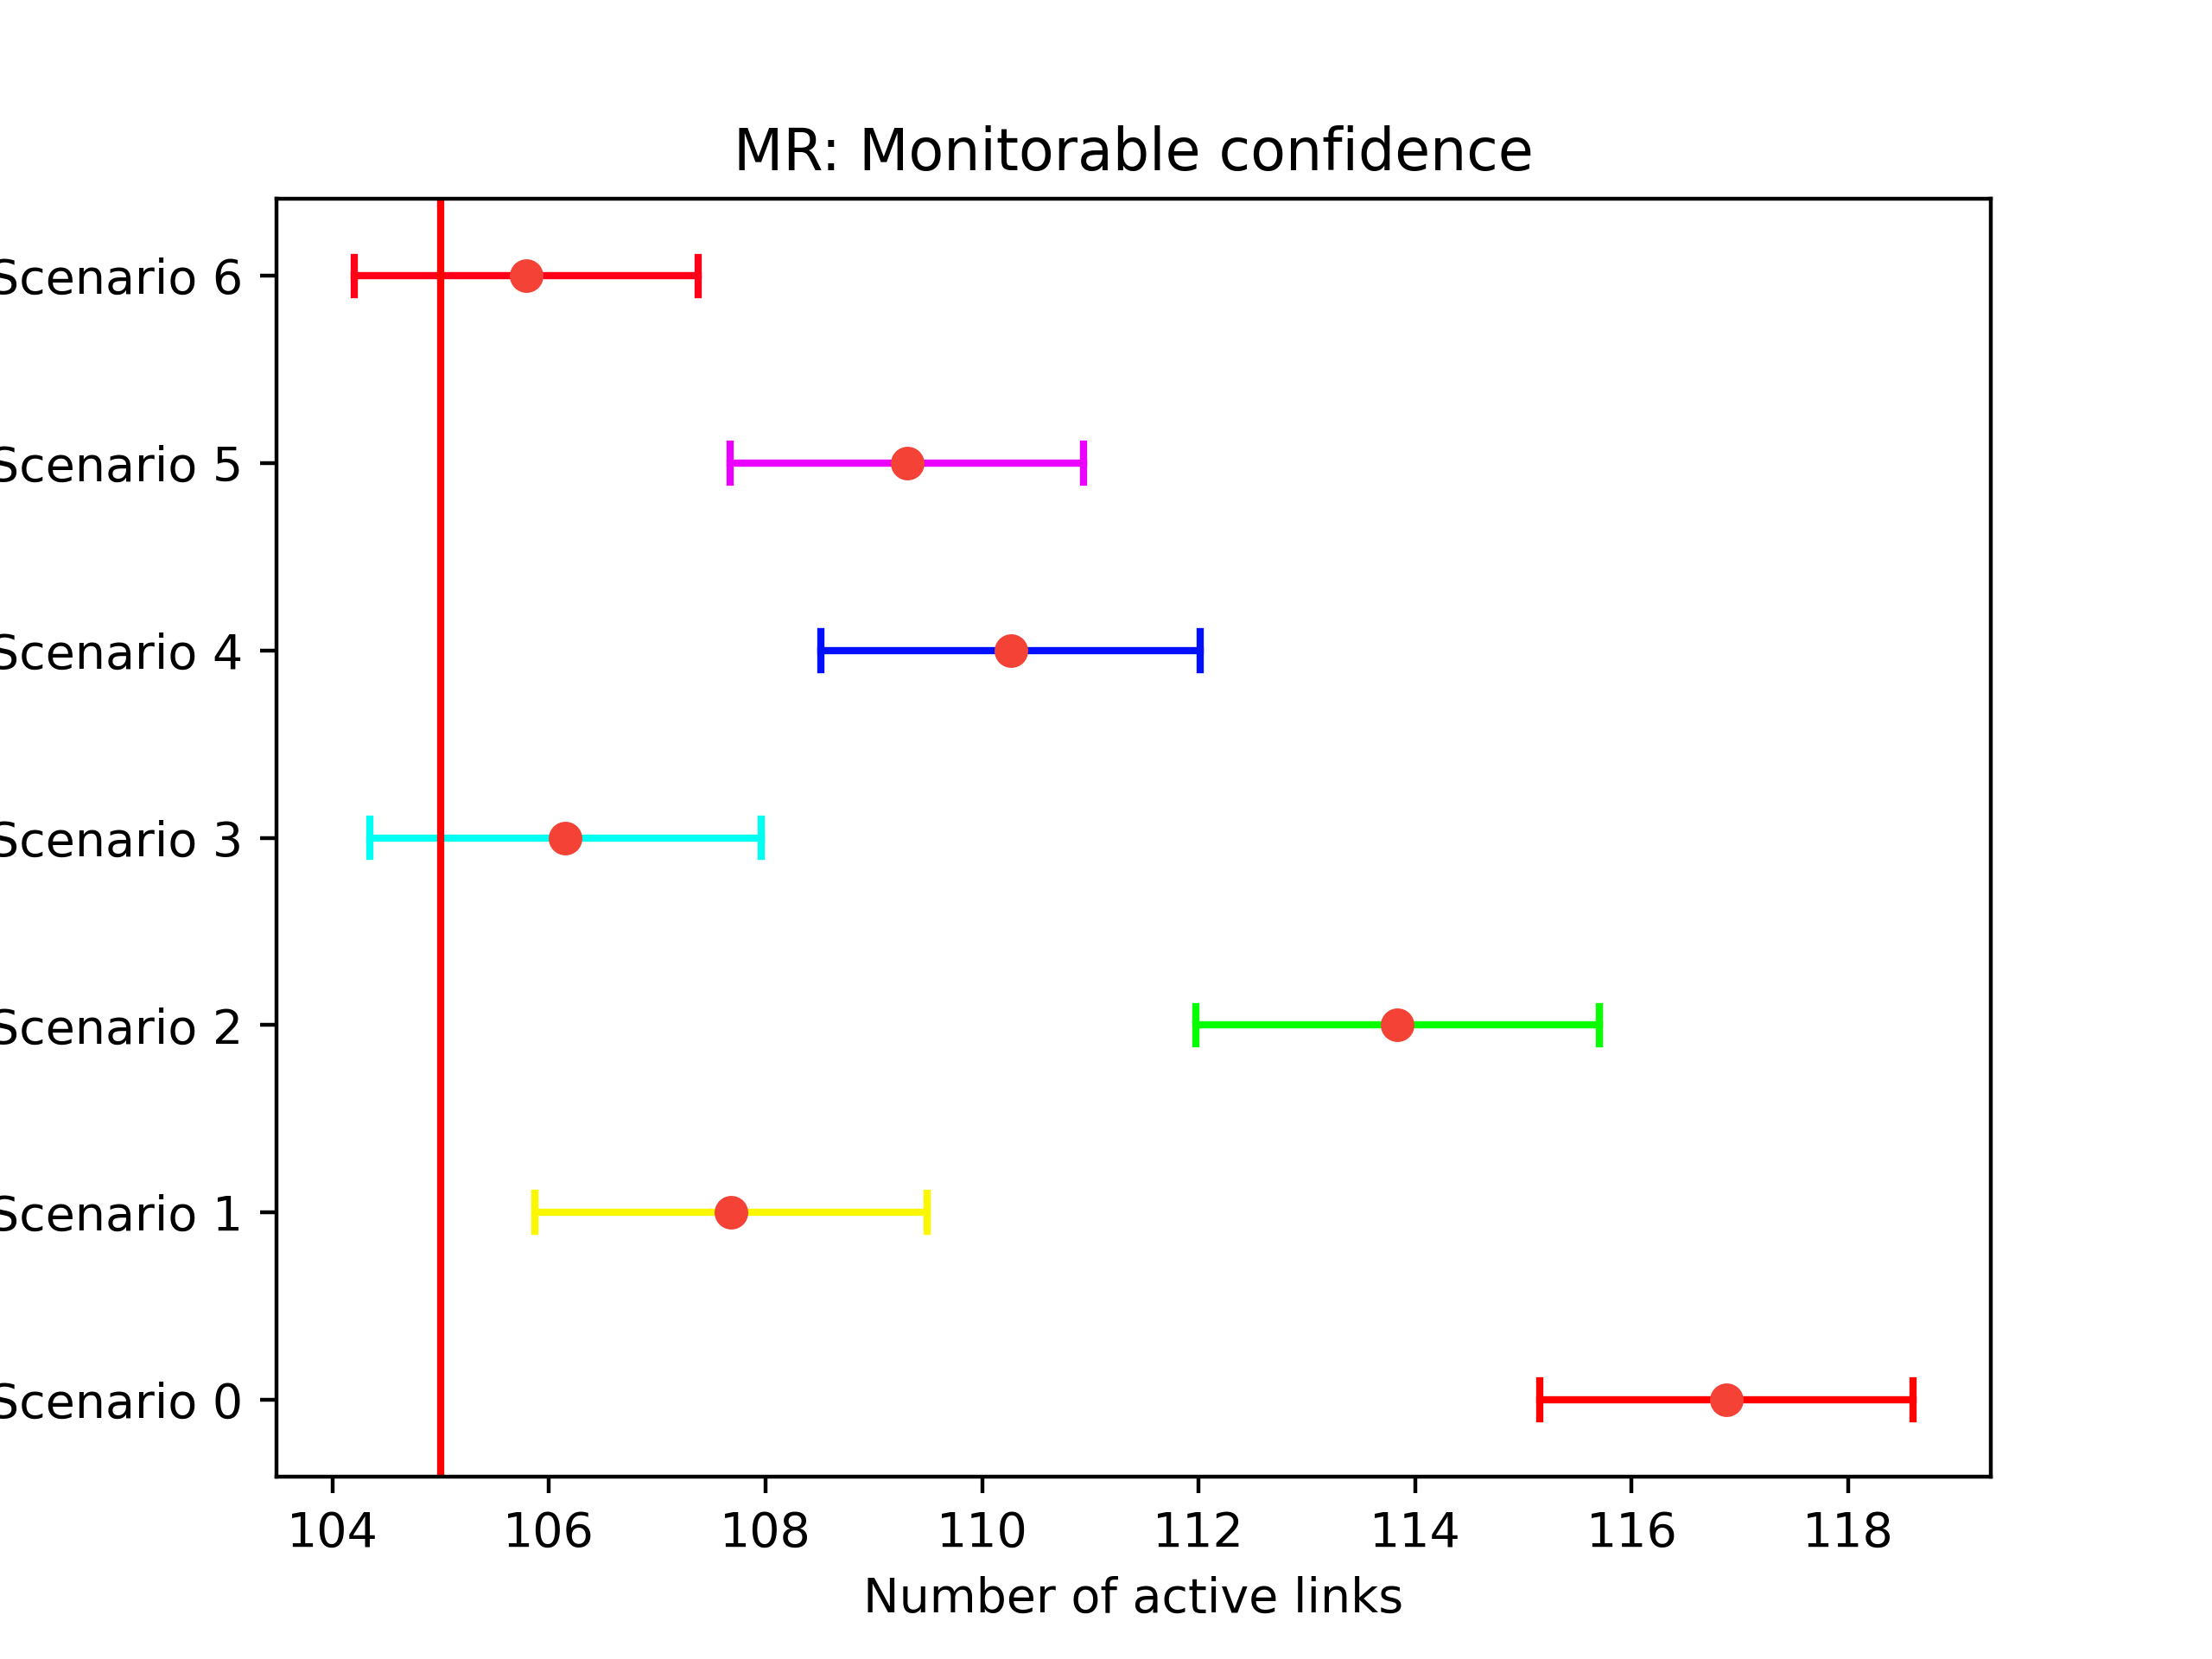 MR: Monitorable confidence
Scenario 6
Scenario 5
Scenario 4
Scenario 3
Scenario 2
Scenario 1
Scenario 0
104 106 108 110 112 114 116 118
Number of active links